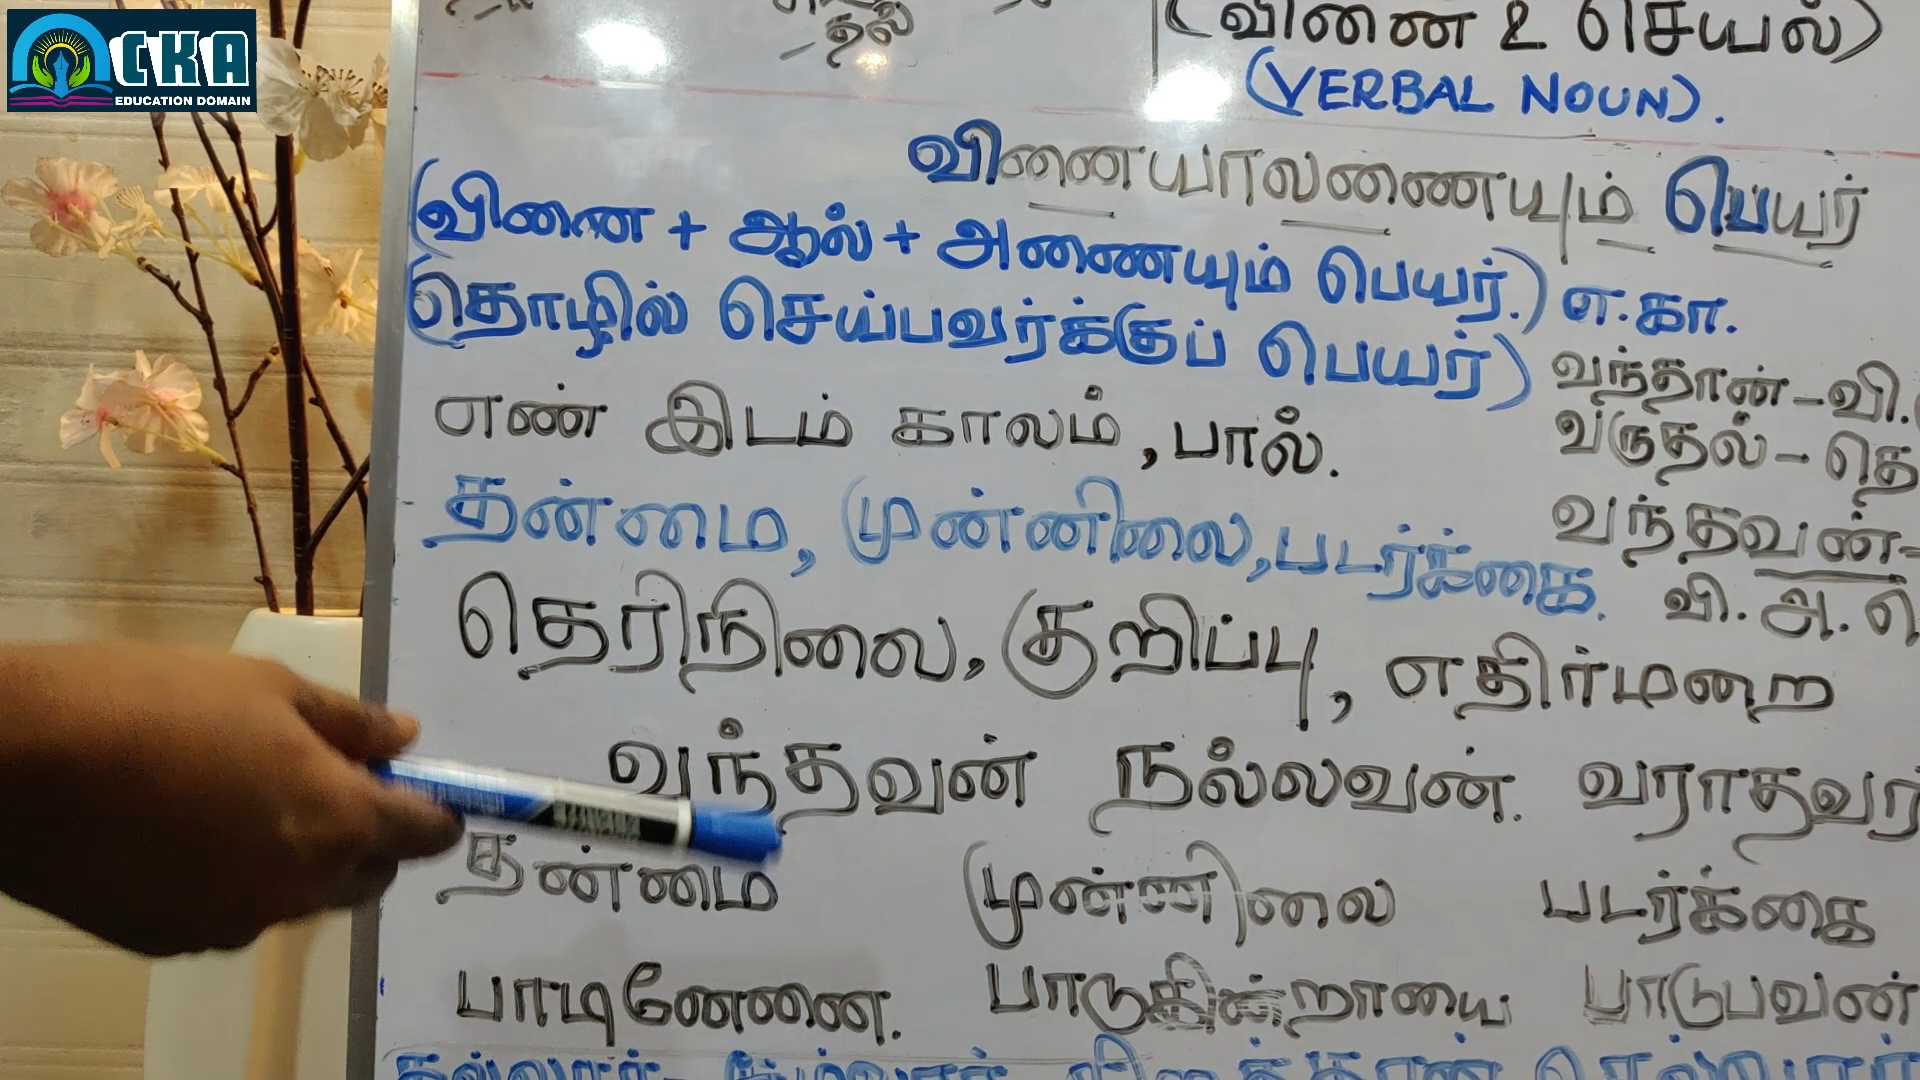 CKA
EDUCATION DOMAIN
தல்
(வினை உ செயல்)
(VERBAL NOUN).
வினையாலணையும் பெயர்
(வினை + ஆல் + அணையும் பெயர்.) எ.கா.
(தொழில் செய்பவர்க்குப் பெயர்)
வந்தான் - வி.
எண் இடம் காலம், பால்.
வருதல் - தெ
தன்மை, முன்னிலை, படர்க்கை.
வந்தவன் -
வி. அ.
தெரிநிலை, குறிப்பு, எதிர்மறை
வந்தவன் நல்லவன். வராதவர்
தன்மை முன்னிலை படர்க்கை
பாடினேனை. பாடுகின்றாயை பாடுபவன்